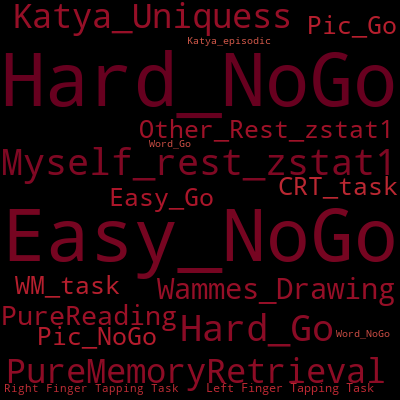 Katya_Uniquess
Pic_Go
Katya_episodic
Hard_NoGo
Other_Rest_zstat1
Word_Go
Myself_rest_zstat1
Easy_Go
CRT_task
Easy_NoGo
WM_task
Wammes_Drawing
PureReading
Hard_Go
Pic_NoGo
Word_NoGo
PureMemoryRetrieval
Right Finger Tapping Task
Left Finger Tapping Task